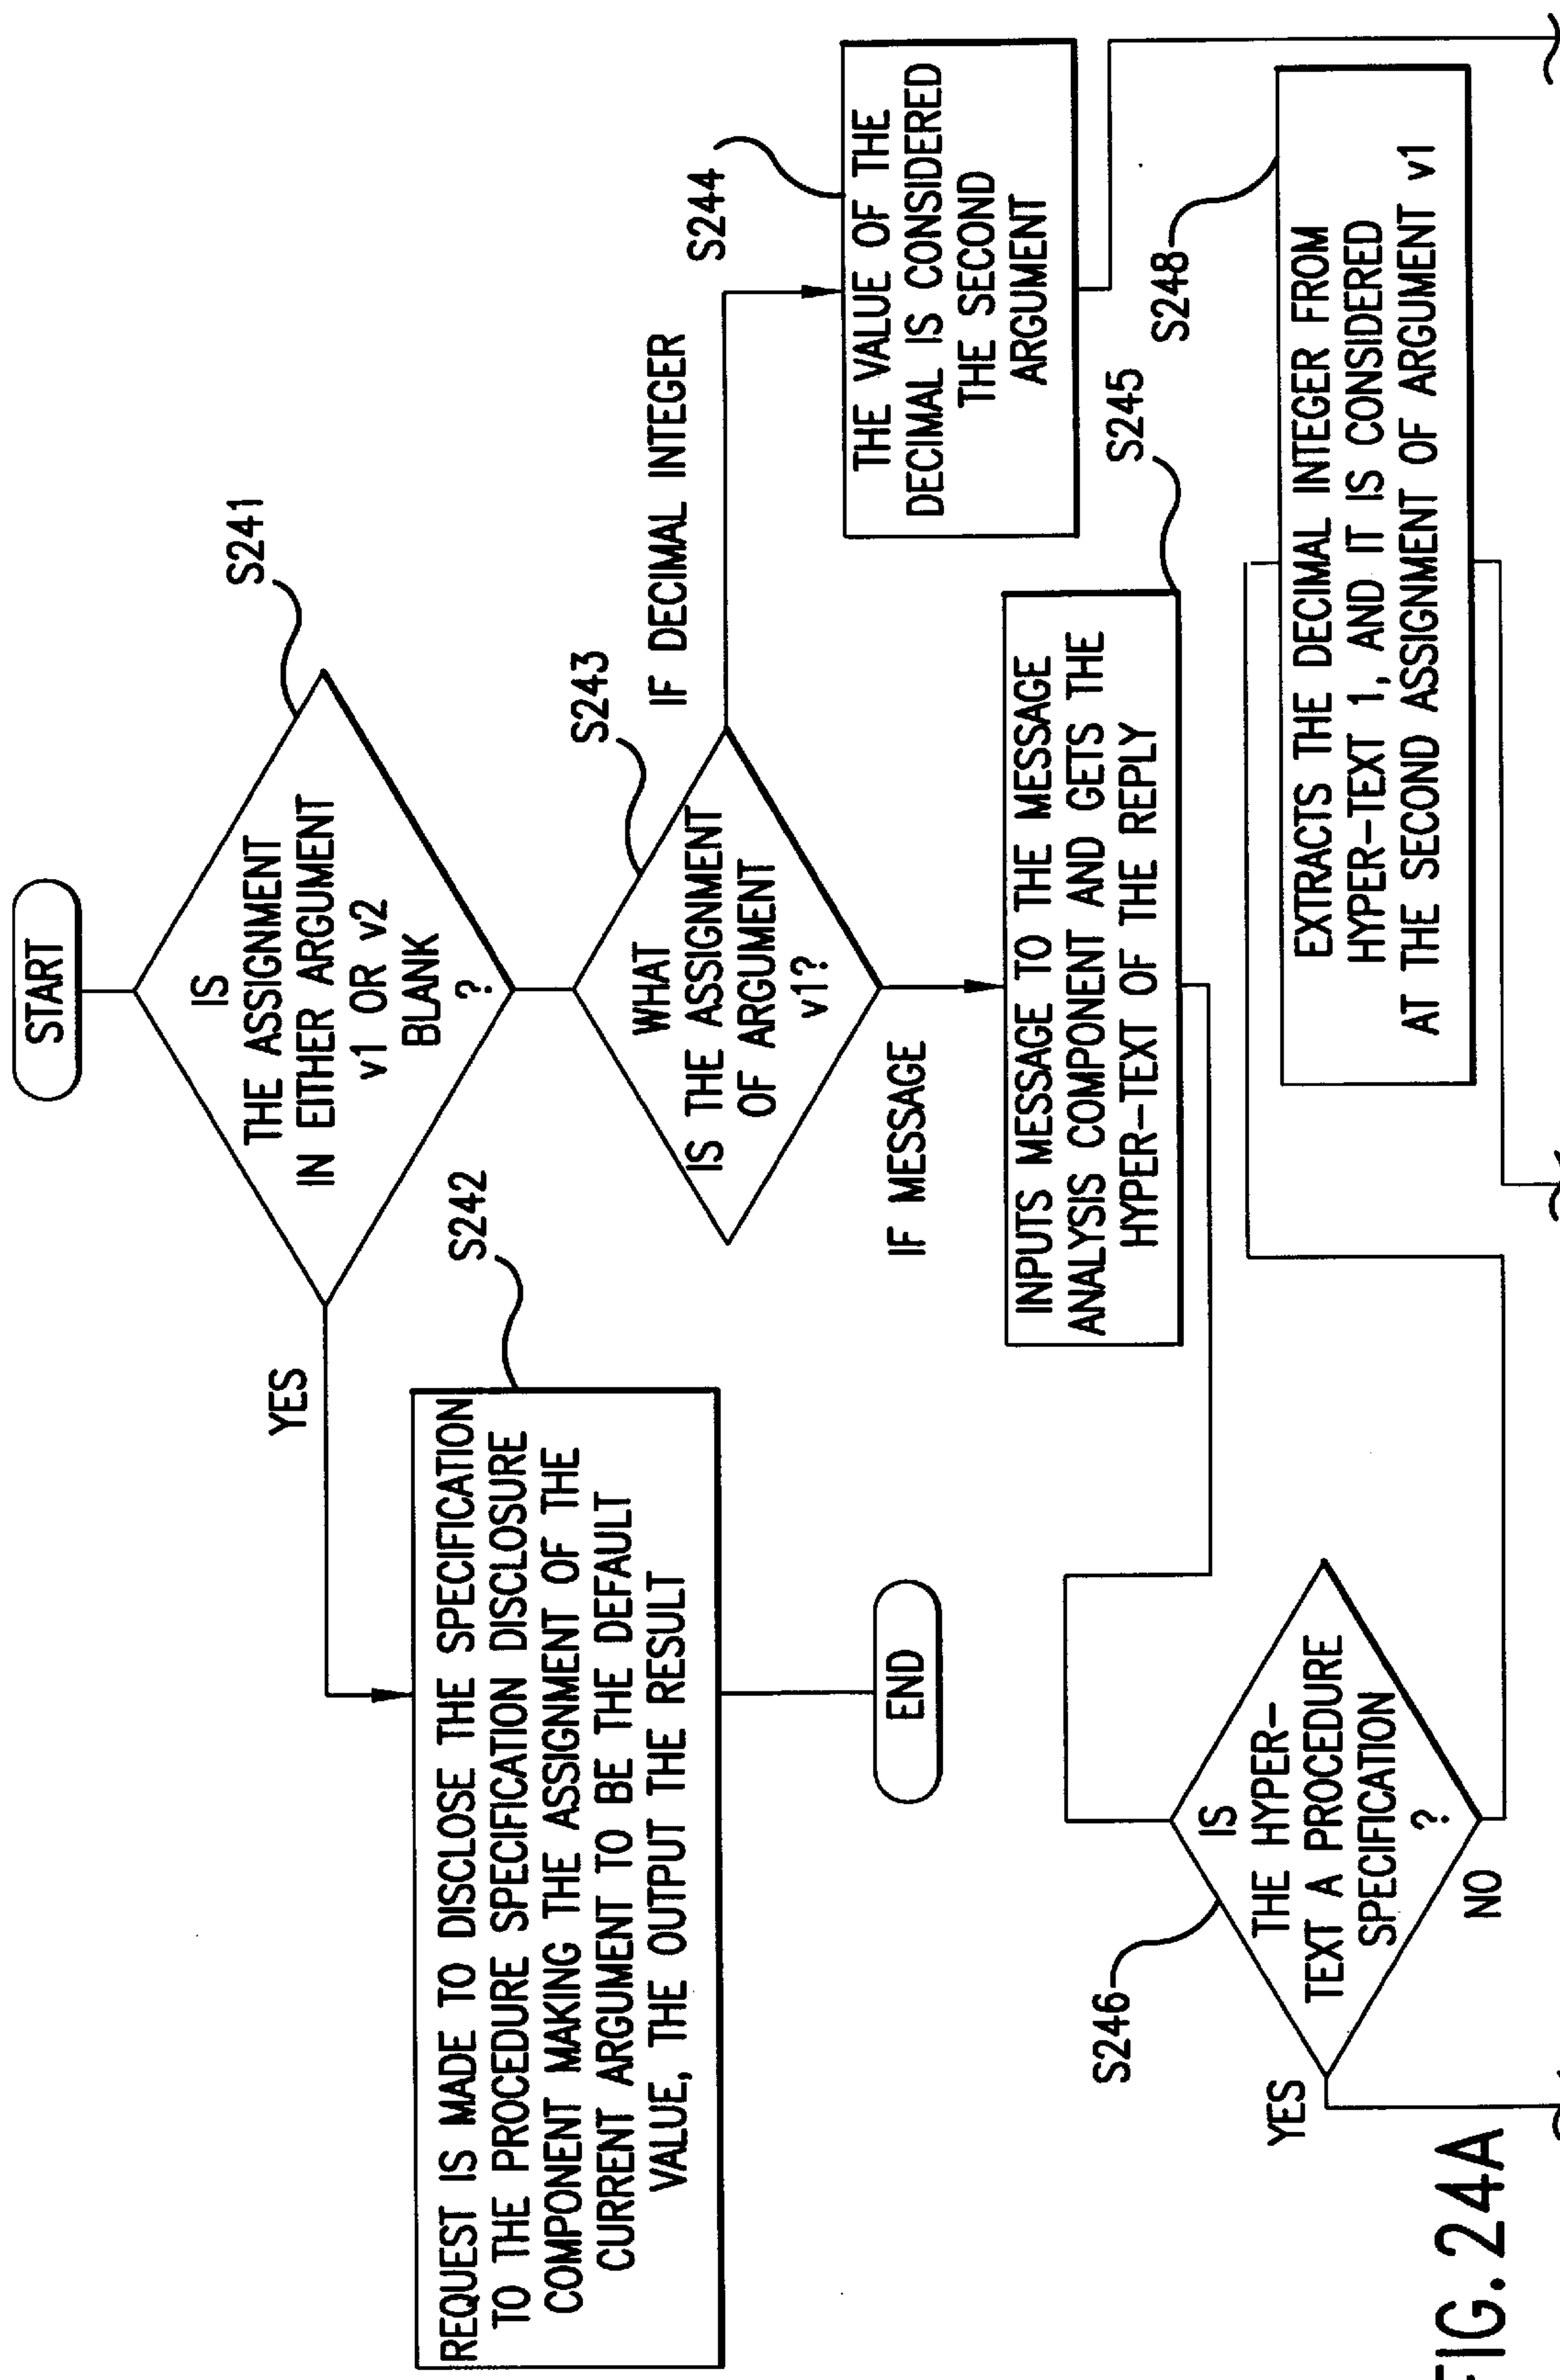 START
IS
THE ASSIGNMENT
IN EITHER ARGUMENT
v1 OR v2
BLANK
?
S241
YES
S242
REQUEST IS MADE TO DISCLOSE THE SPECIFICATION
TO THE PROCEDURE SPECIFICATION DISCLOSURE
COMPONENT MAKING THE ASSIGNMENT OF THE
CURRENT ARGUMENT TO BE THE DEFAULT
VALUE, THE OUTPUT THE RESULT
END
WHAT
IS THE ASSIGNMENT
OF ARGUMENT
v1?
S243
IF DECIMAL INTEGER
S244
THE VALUE OF THE
DECIMAL IS CONSIDERED
THE SECOND
ARGUMENT
IF MESSAGE
S245
INPUTS MESSAGE TO THE MESSAGE
ANALYSIS COMPONENT AND GETS THE
HYPER-TEXT OF THE REPLY
S246
IS
THE HYPER-
TEXT A PROCEDURE
SPECIFICATION
?
YES
NO
S248
EXTRACTS THE DECIMAL INTEGER FROM
HYPER-TEXT 1, AND IT IS CONSIDERED
AT THE SECOND ASSIGNMENT OF ARGUMENT v1
FIG. 24A